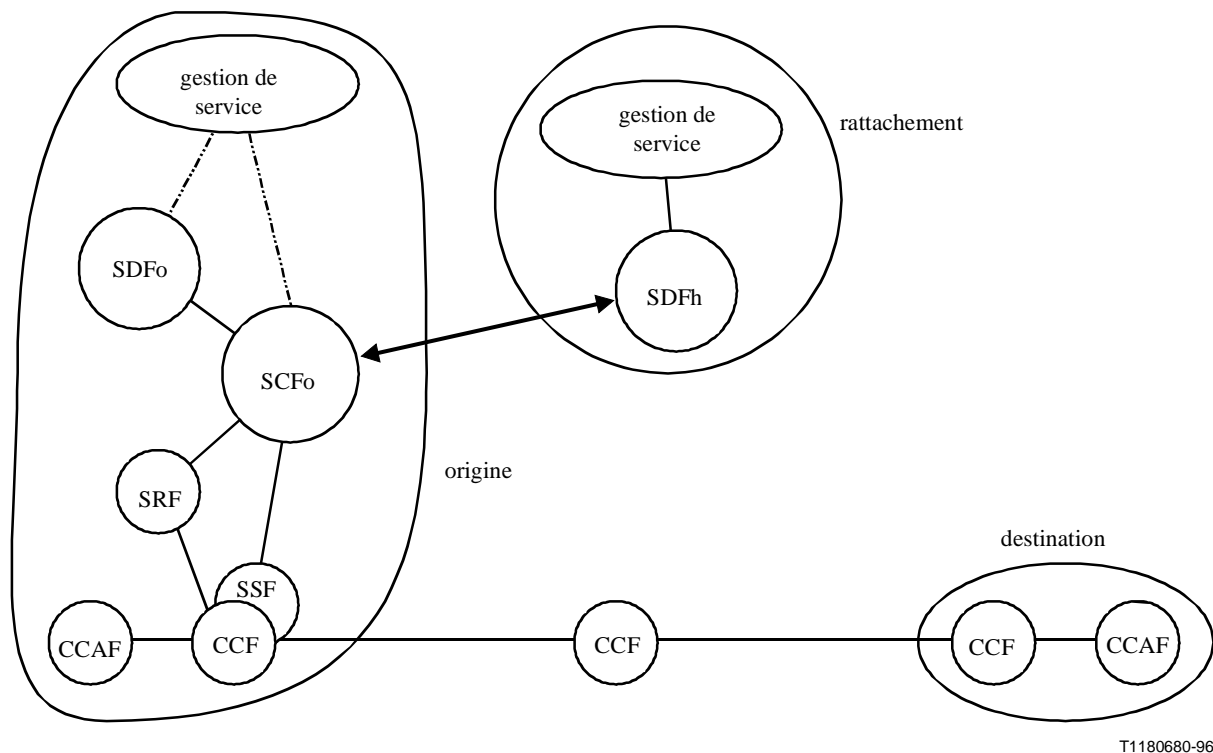 gestion de
service
gestion de
service
rattachement
SDFo
SDFh
SCFo
origine
SRF
destination
SSF
CCAF
CCF
CCF
CCF
CCAF
T1180680-96